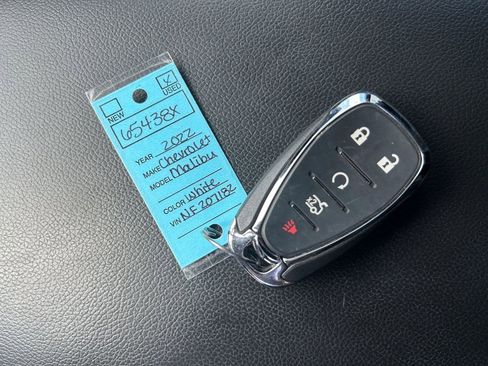 NEW
✓ USED
65438X
YEAR 2022
MAKE Chevrolet
MODEL Malibu
COLOR White
VIN NF207182